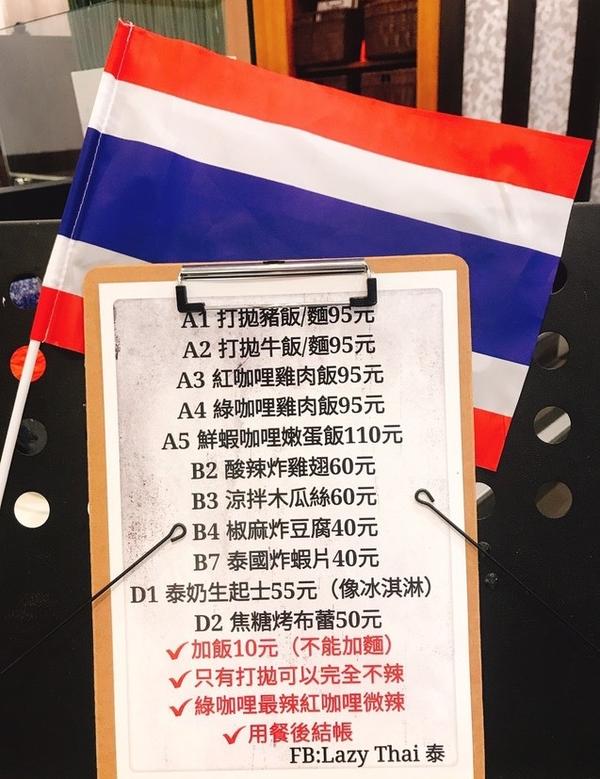 A1 打拋豬飯/麵95元
A2 打拋牛飯/麵95元
A3 紅咖哩雞肉飯95元
A4 綠咖哩雞肉飯95元
A5 鮮蝦咖哩嫩蛋飯110元
B2 酸辣炸雞翅60元
B3 涼拌木瓜絲60元
B4 椒麻炸豆腐40元
B7 泰國炸蝦片40元
D1 泰奶生起士55元（像冰淇淋）
D2 焦糖烤布蕾50元
✓加飯10元（不能加麵）
✓只有打拋可以完全不辣
✓綠咖哩最辣紅咖哩微辣
✓用餐後結帳
FB:Lazy Thai 泰